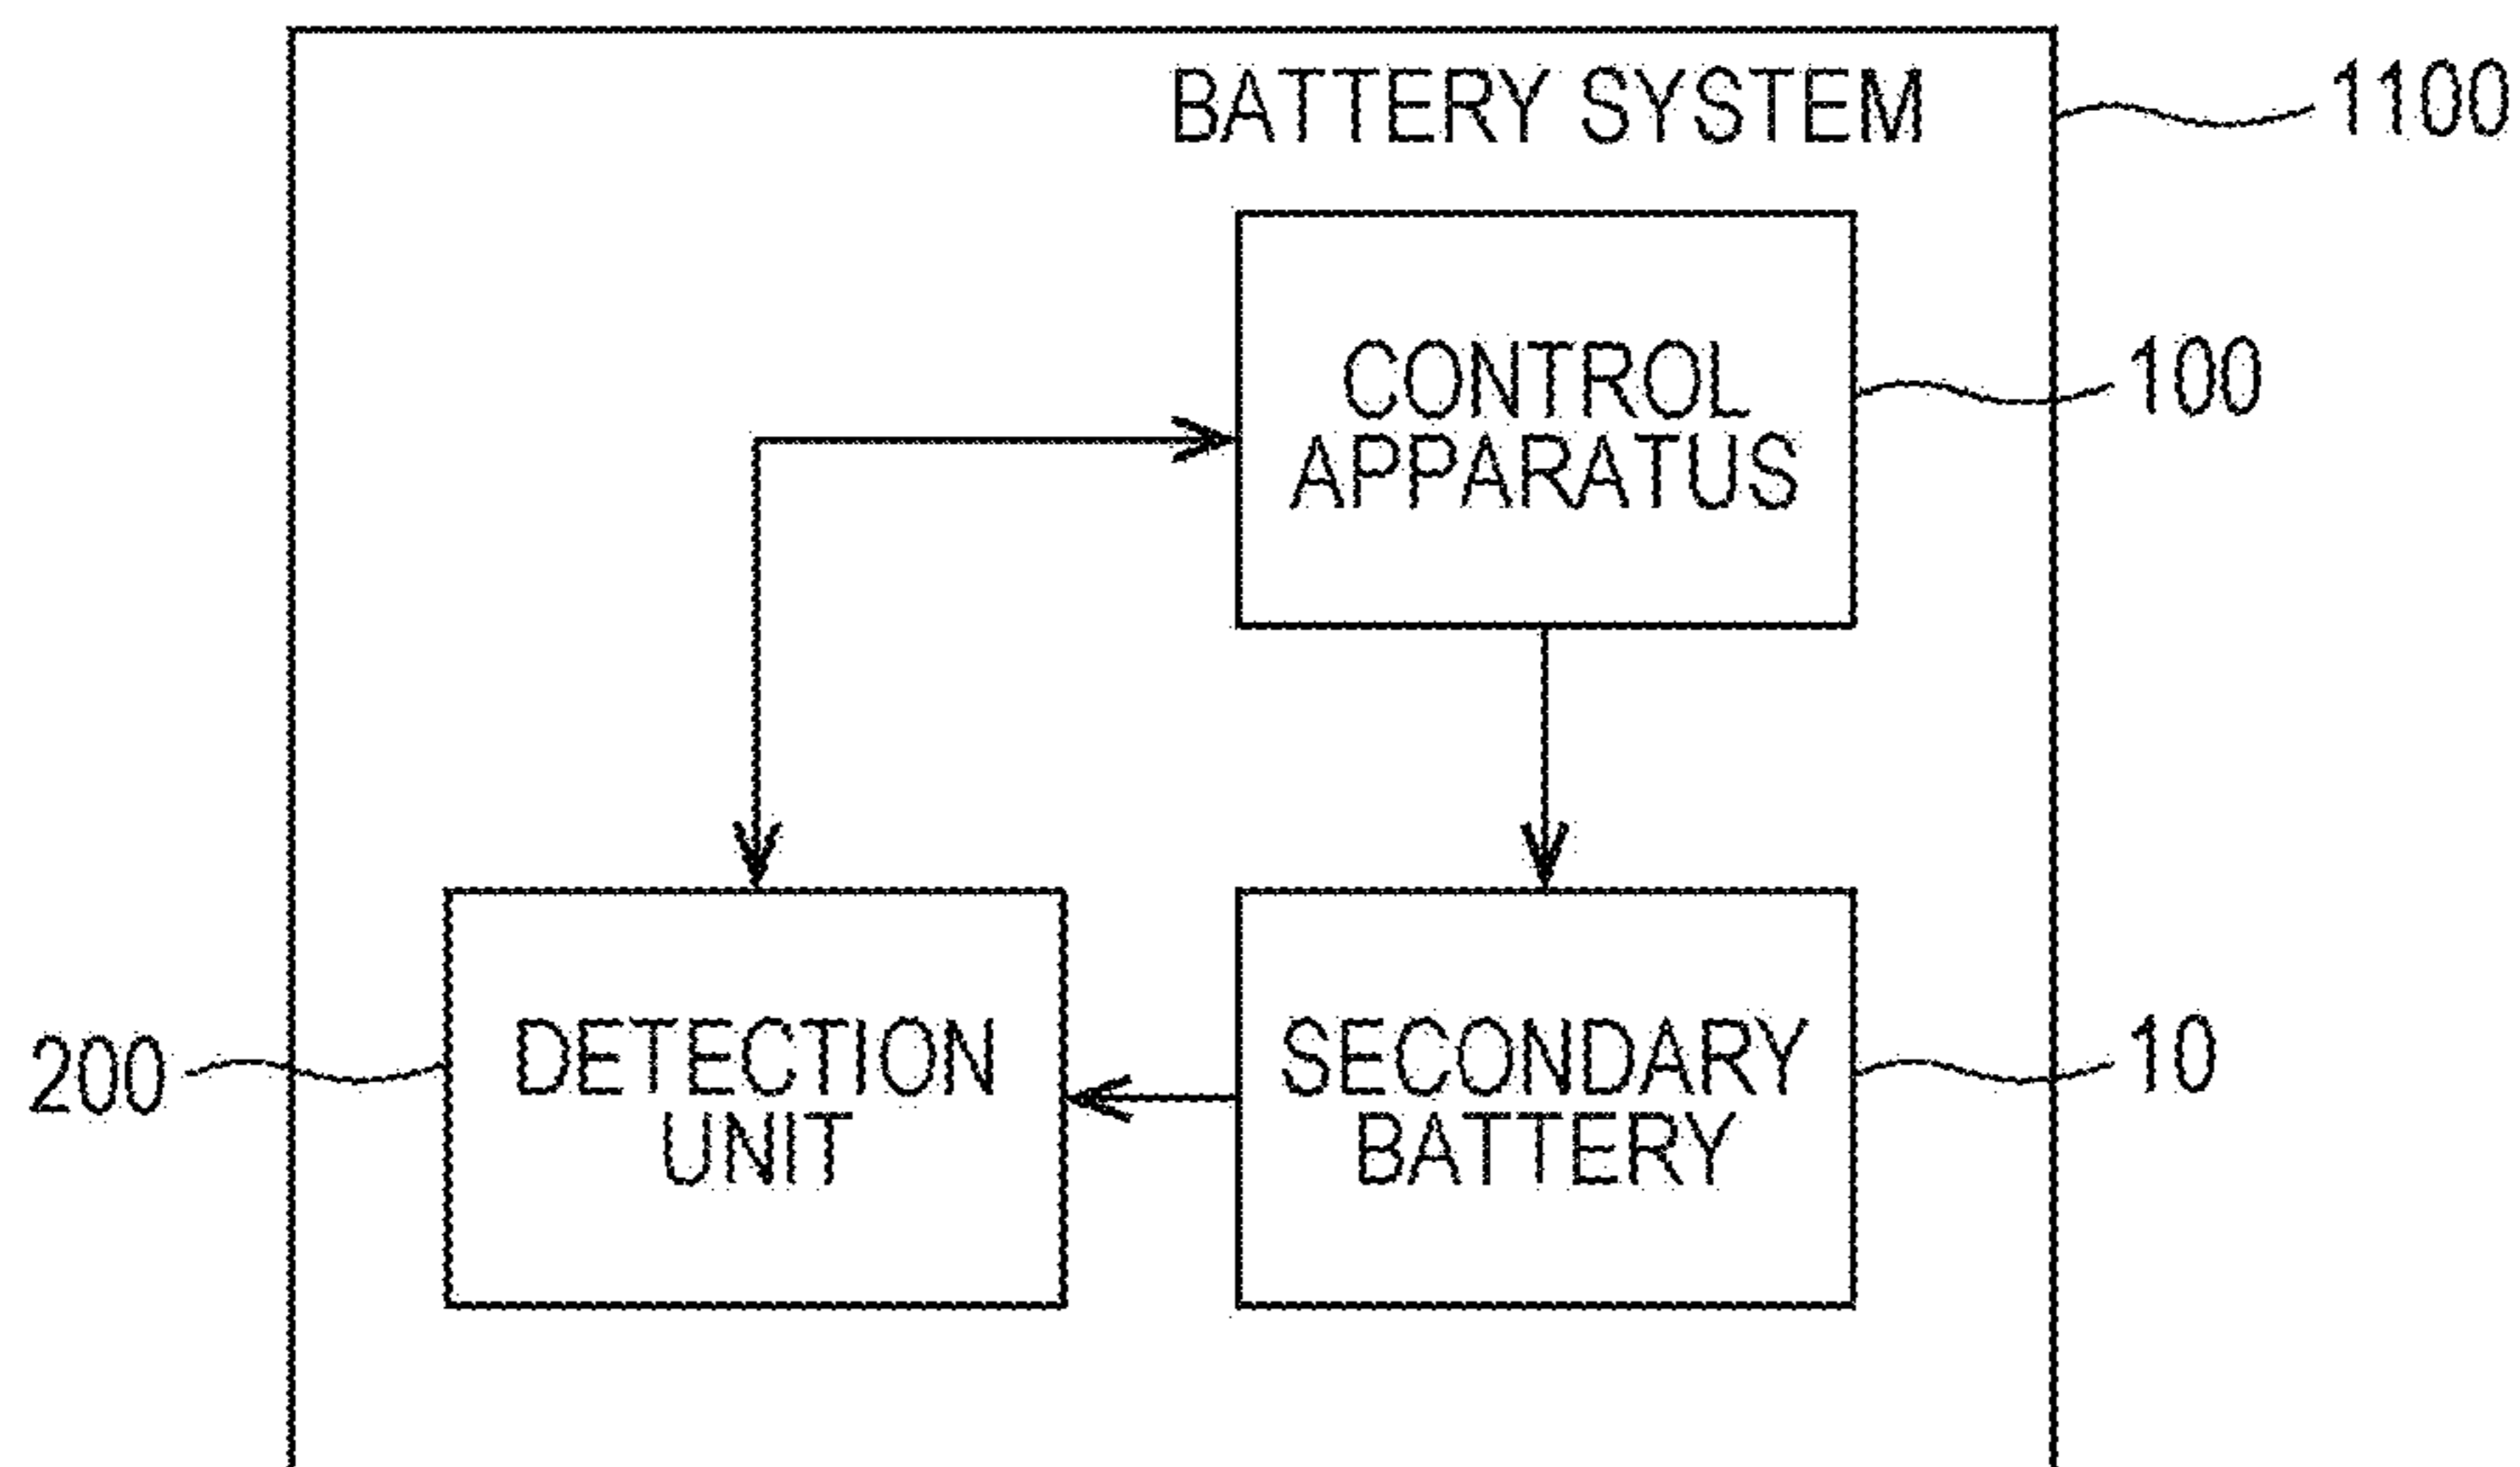 BATTERY SYSTEM
1100
CONTROL
APPARATUS
100
200
DETECTION
UNIT
SECONDARY
BATTERY
10